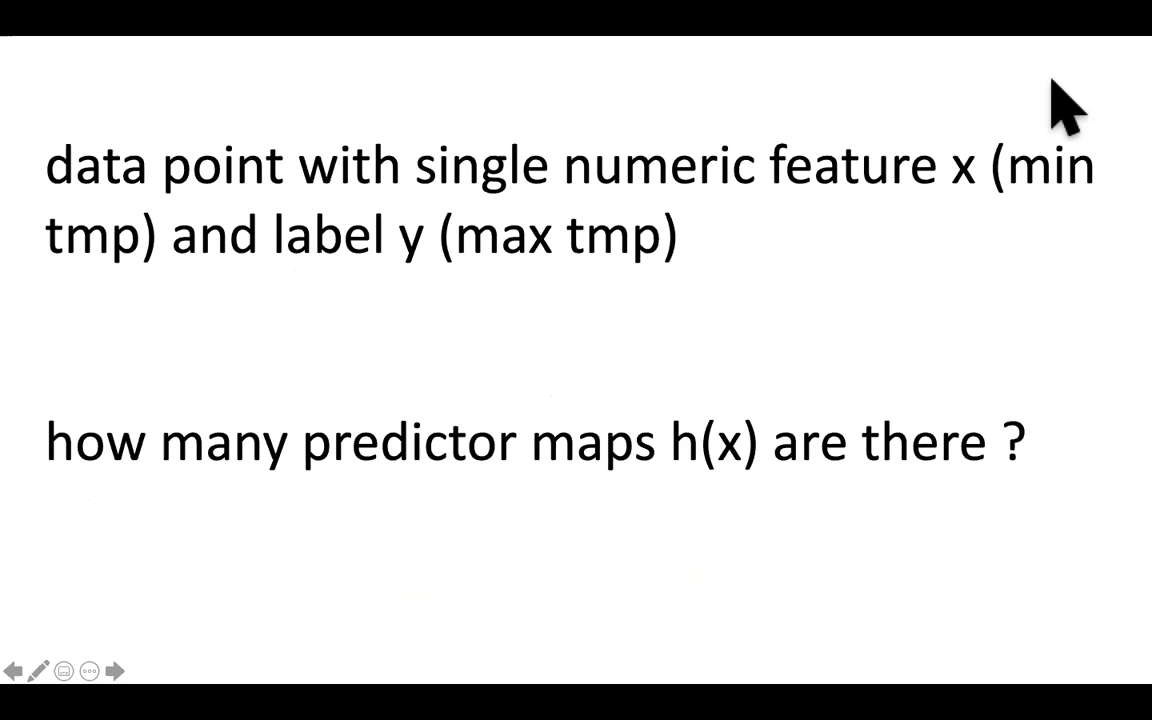 data point with single numeric feature x (min
tmp) and label y (max tmp)
how many predictor maps h(x) are there ?